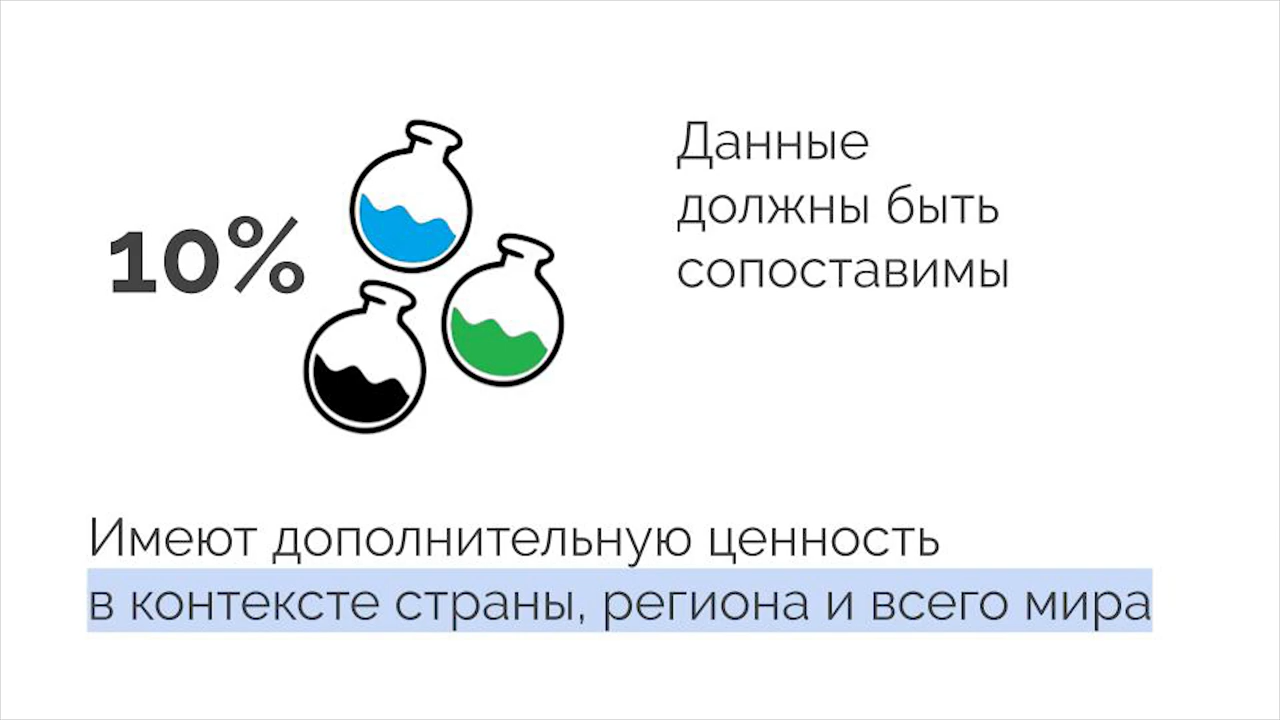 10%
Данные
должны быть
сопоставимы
Имеют дополнительную ценность
в контексте страны, региона и всего мира